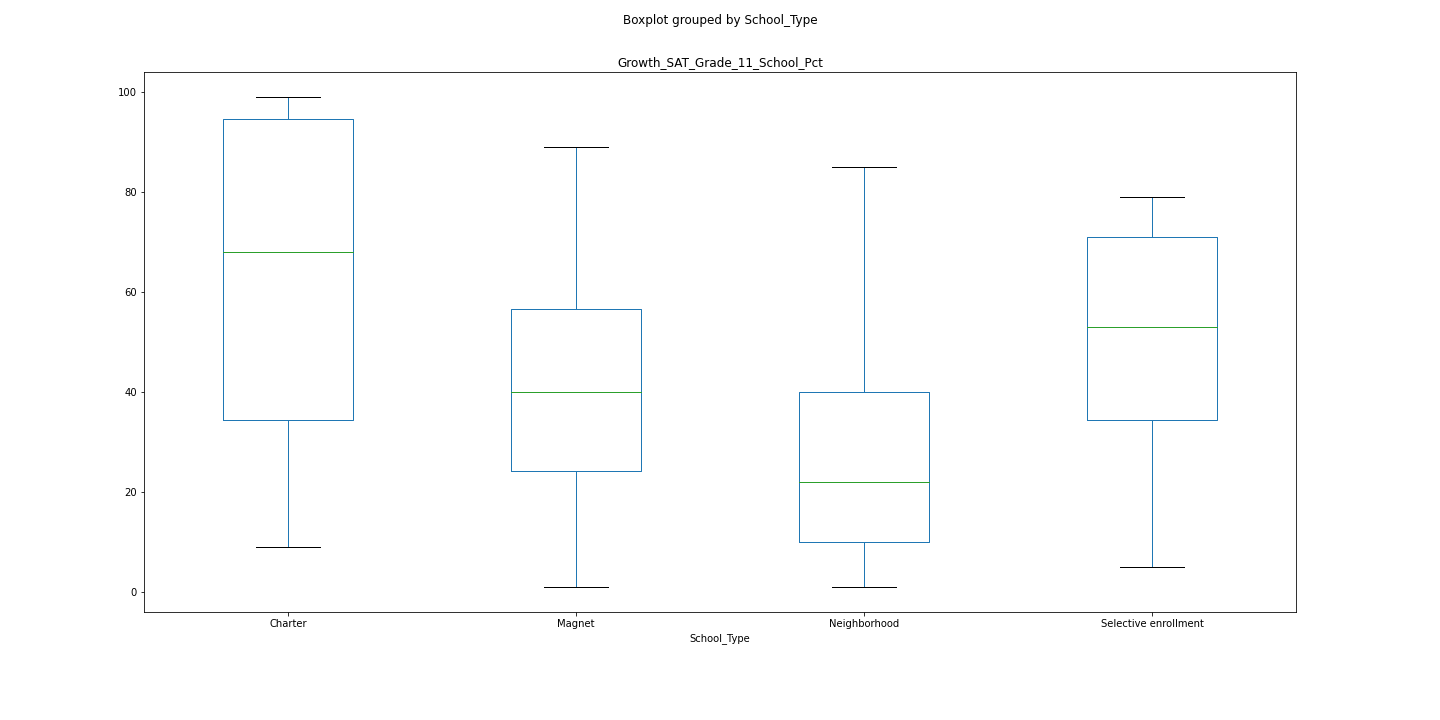 Boxplot grouped by School_Type
Growth_SAT_Grade_11_School_Pct
100
80
60
40
20
0
Charter Magnet Neighborhood Selective enrollment
School_Type